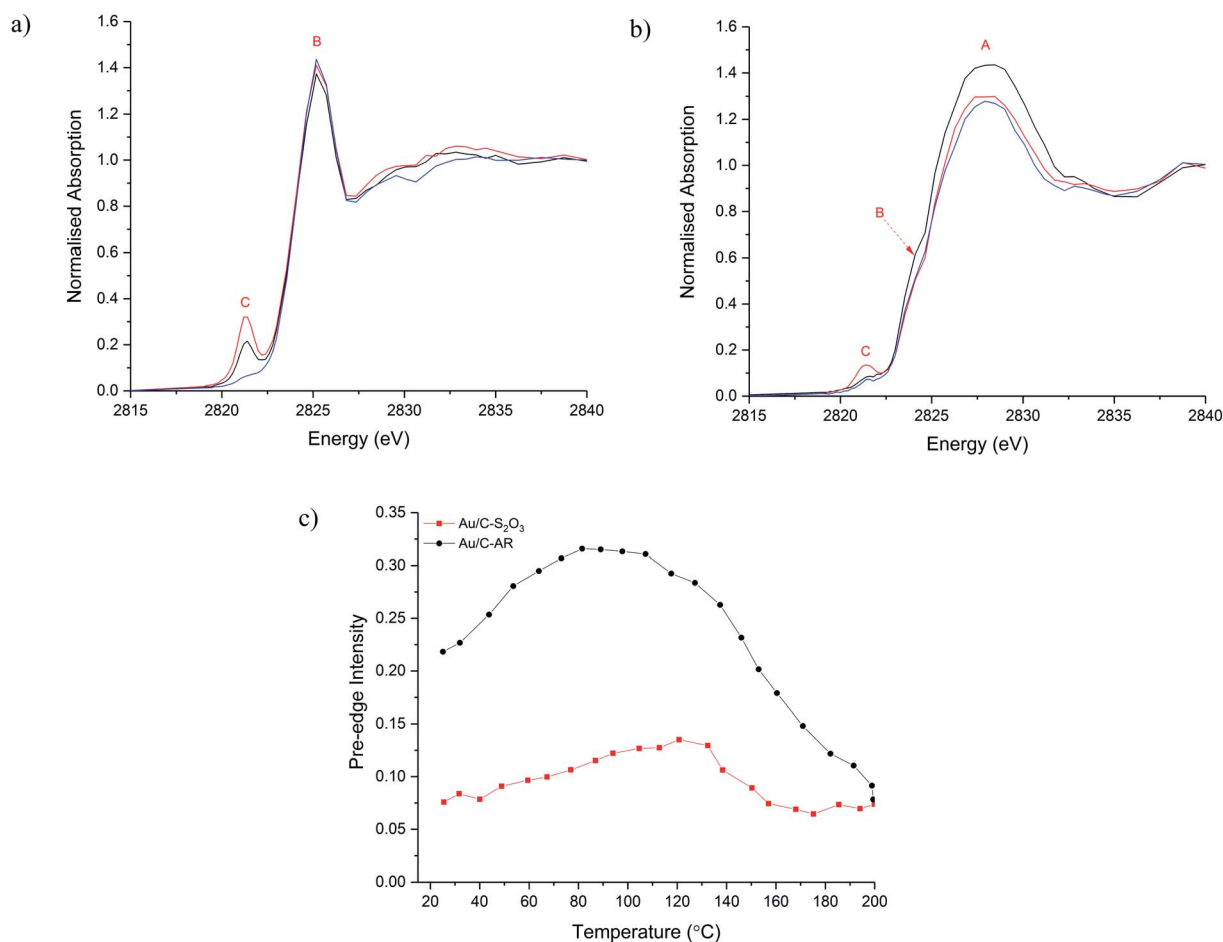 a)
B
C
Normalised Absorption
1.6
1.4
1.2
1.0
0.8
0.6
0.4
0.2
0.0
2815 2820 2825 2830 2835 2840
Energy (eV)
b)
A
B
C
Normalised Absorption
1.6
1.4
1.2
1.0
0.8
0.6
0.4
0.2
0.0
2815 2820 2825 2830 2835 2840
Energy (eV)
c)
Au/C-S₂O₃
Au/C-AR
Pre-edge Intensity
0.35
0.30
0.25
0.20
0.15
0.10
0.05
0.00
20 40 60 80 100 120 140 160 180 200
Temperature (°C)